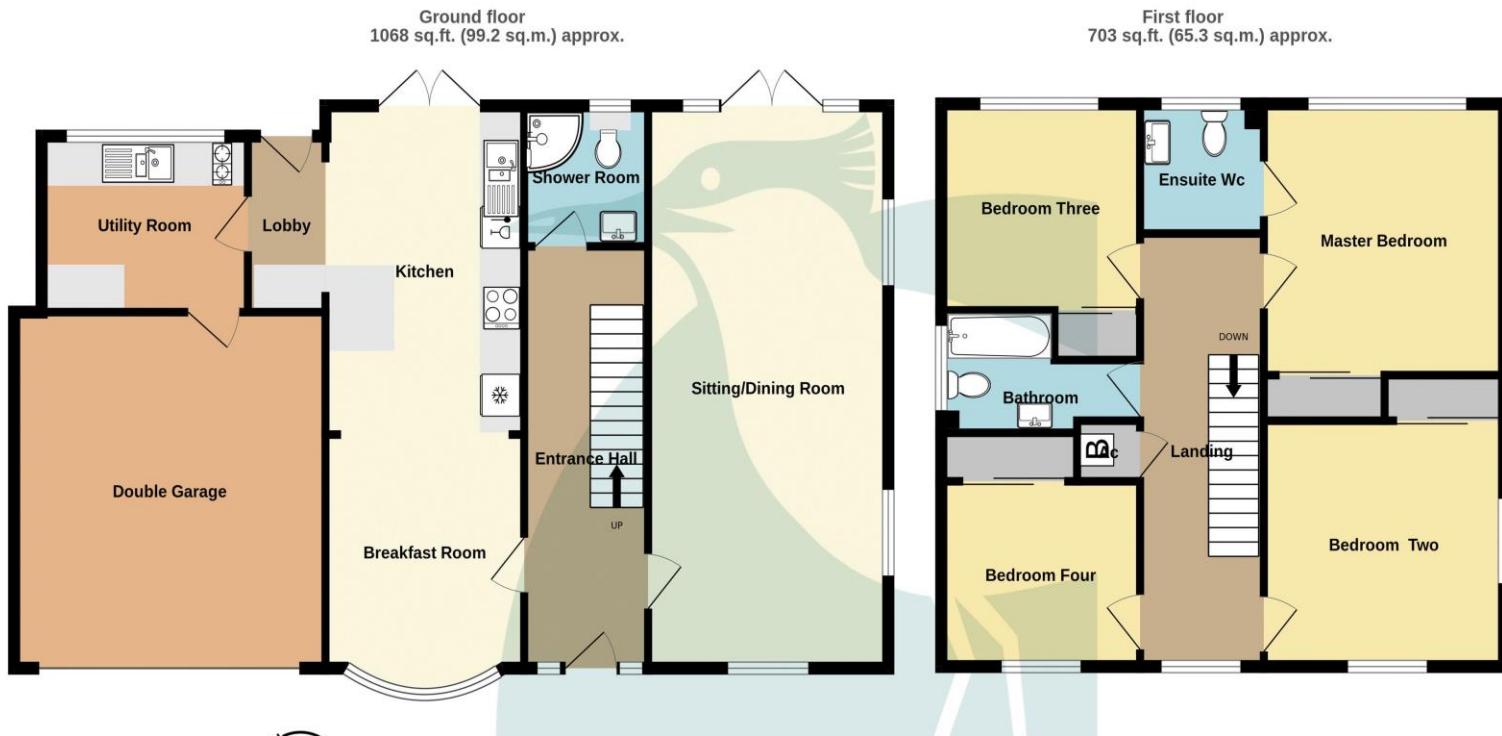 Ground floor
1068 sq.ft. (99.2 sq.m.) approx.
First floor
703 sq.ft. (65.3 sq.m.) approx.
Utility Room
Lobby
Kitchen
Shower Room
Sitting/Dining Room
Entrance Hall
UP
Double Garage
Breakfast Room
Bedroom Three
Ensuite Wc
Master Bedroom
DOWN
Bathroom
B
Landing
Bedroom Four
Bedroom Two